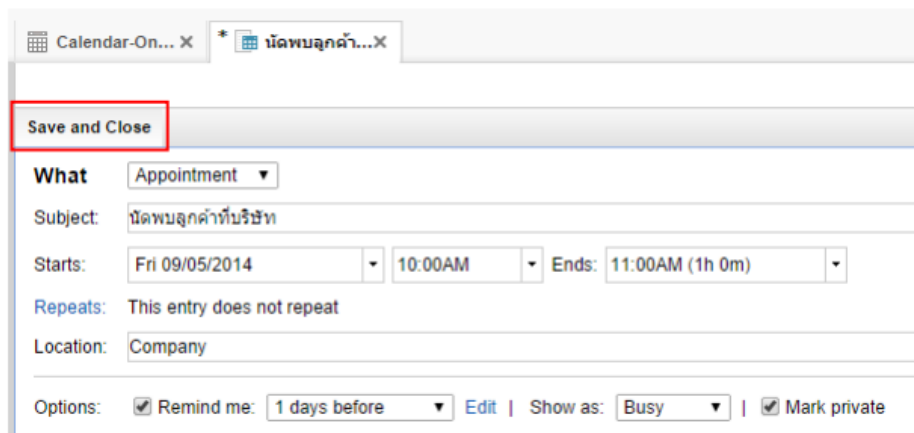 Calendar-On... X * นัดพบลูกค้า...X
Save and Close
What Appointment
Subject: นัดพบลูกค้าที่บริษัท
Starts: Fri 09/05/2014 10:00AM Ends: 11:00AM (1h 0m)
Repeats: This entry does not repeat
Location: Company
Options: Remind me: 1 days before Edit | Show as: Busy | Mark private